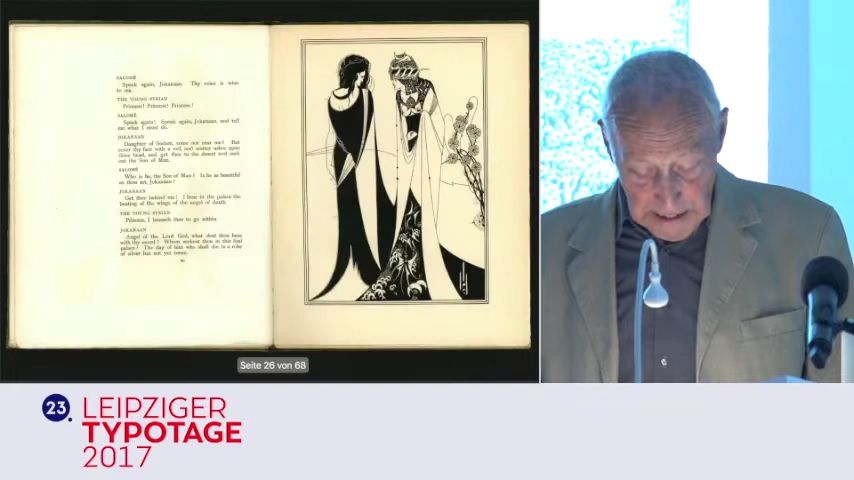 SALOMÉ
Speak again, Jokanaan. Thy voice is wine
to me.
THE YOUNG SYRIAN
Princess! Princess! Princess!
SALOMÉ
Speak again! Speak again, Jokanaan, and tell
me what I must do.
JOKANAAN
Daughter of Sodom, come not near me! But
cover thy face with a veil, and scatter ashes upon
thine head, and get thee to the desert and seek
out the Son of Man.
SALOMÉ
Who is he, the Son of Man? Is he as beautiful
as thou art, Jokanaan?
JOKANAAN
Get thee behind me! I hear in the palace the
beating of the wings of the angel of death.
THE YOUNG SYRIAN
Princess, I beseech thee to go within.
JOKANAAN
Angel of the Lord God, what dost thou here
with thy sword? Whom seekest thou in this foul
palace? The day of him who shall die in a robe
of silver has not yet come.
Seite 26 von 68
23. LEIPZIGER
TYPOTAGE
2017